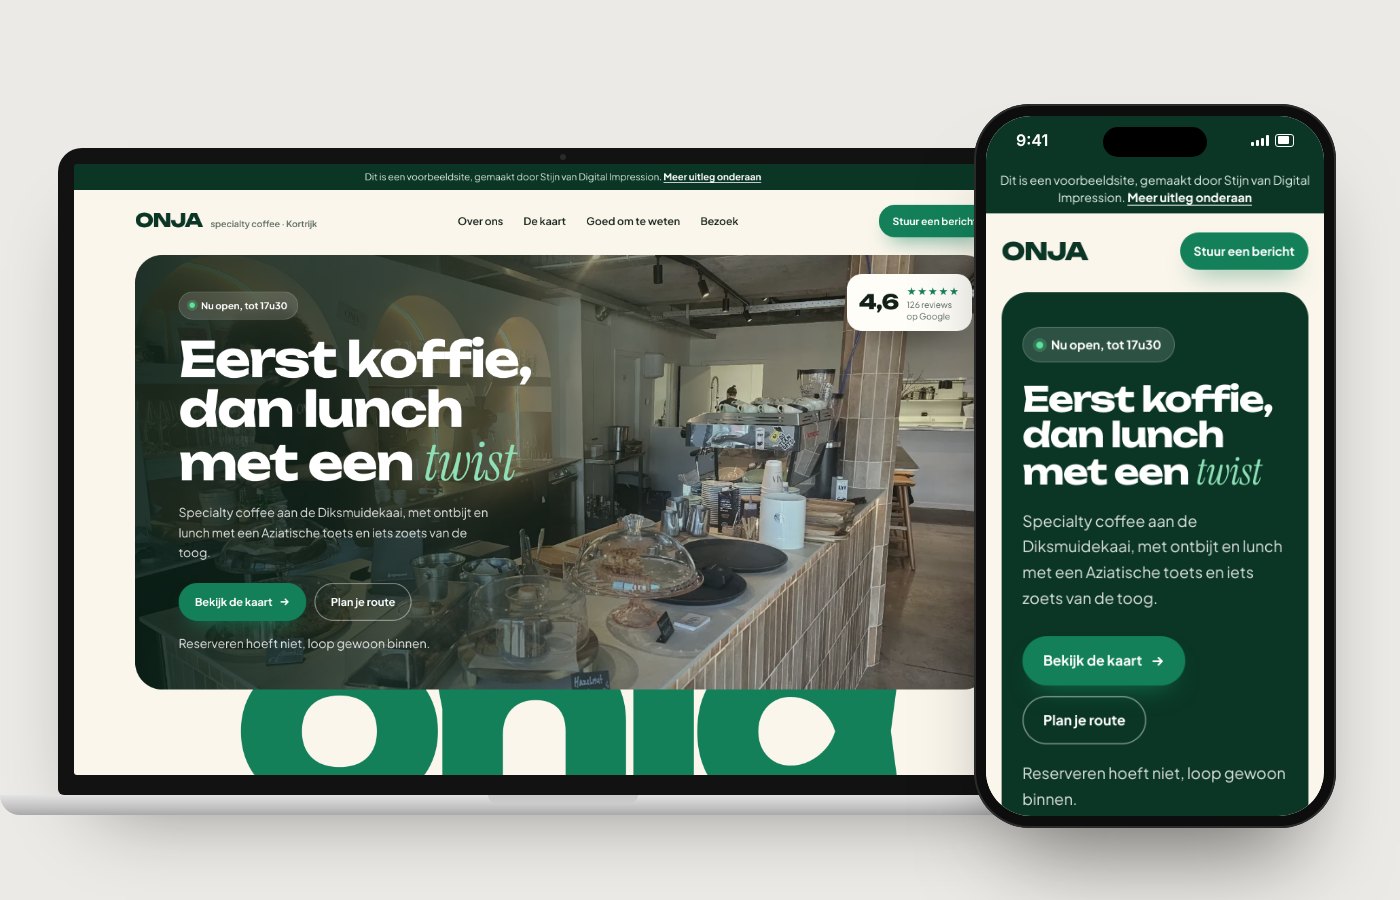 Dit is een voorbeeldsite, gemaakt door Stijn van Digital Impression. Meer uitleg onderaan
ONJA specialty coffee · Kortrijk
Over ons De kaart Goed om te weten Bezoek
Stuur een bericht
Nu open, tot 17u30
4,6 ★★★★★
126 reviews
op Google
Eerst koffie,
dan lunch
met een twist
Specialty coffee aan de Diksmuidekaai, met ontbijt en
lunch met een Aziatische toets en iets zoets van de
toog.
Bekijk de kaart → Plan je route
Reserveren hoeft niet, loop gewoon binnen.
Hazelnut
onja
9:41
Dit is een voorbeeldsite, gemaakt door Stijn van Digital
Impression. Meer uitleg onderaan
ONJA
Stuur een bericht
Nu open, tot 17u30
Eerst koffie,
dan lunch
met een twist
Specialty coffee aan de
Diksmuidekaai, met ontbijt en lunch
met een Aziatische toets en iets
zoets van de toog.
Bekijk de kaart →
Plan je route
Reserveren hoeft niet, loop gewoon
binnen.